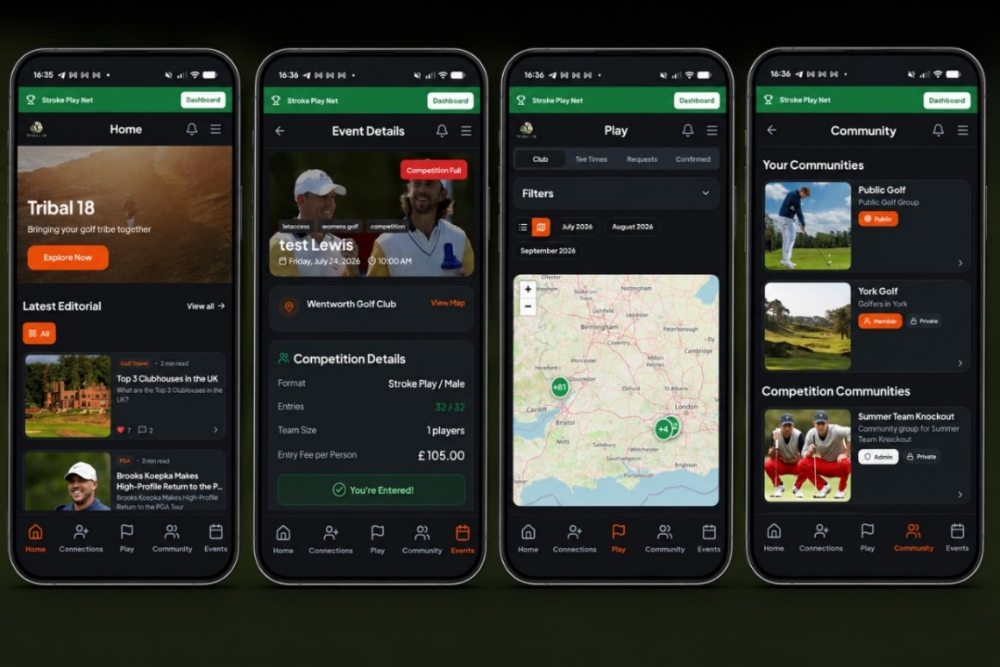 16:35
Stroke Play Net
Dashboard
Home
Tribal 18
Bringing your golf tribe together
Explore Now
Latest Editorial
View all →
All
Golf Travel • 2 min read
Top 3 Clubhouses in the UK
What are the Top 3 Clubhouses in the
UK?
7 2
PGA • 3 min read
Brooks Koepka Makes
High-Profile Return to the P...
Brooks Koepka Makes High-Profile
Return to the PGA Tour
Home Connections Play Community Events
16:36
Stroke Play Net
Dashboard
Event Details
Competition Full
letaccess womens golf competition
test Lewis
Friday, July 24, 2026 10:00 AM
Wentworth Golf Club
View Map
Competition Details
Format Stroke Play / Male
Entries 32 / 32
Team Size 1 players
Entry Fee per Person £105.00
You're Entered!
Home Connections Play Community Events
16:36
Stroke Play Net
Dashboard
Play
Club Tee Times Requests Confirmed
Filters
July 2026 August 2026
September 2026
+
−
Chester
Stoke-on-
Trent
Nottingham
Lichfield
Leicester
Birmingham
Peterborough
Ely
Coventry
Cambridge
Worcester
Milton
Keynes
Hereford
Gloucester
+81
Oxford
St Albans
Cardiff
London
Bristol
+4
2
Wells
Salisbury
Winchester
Southampton
Brighton
Portsmouth
Home Connections Play Community Events
16:36
Stroke Play Net
Dashboard
Community
Your Communities
Public Golf
Public Golf Group
Public
York Golf
Golfers in York
Member Private
Competition Communities
Summer Team Knockout
Community group for Summer
Team Knockout
Admin Private
Home Connections Play Community Events